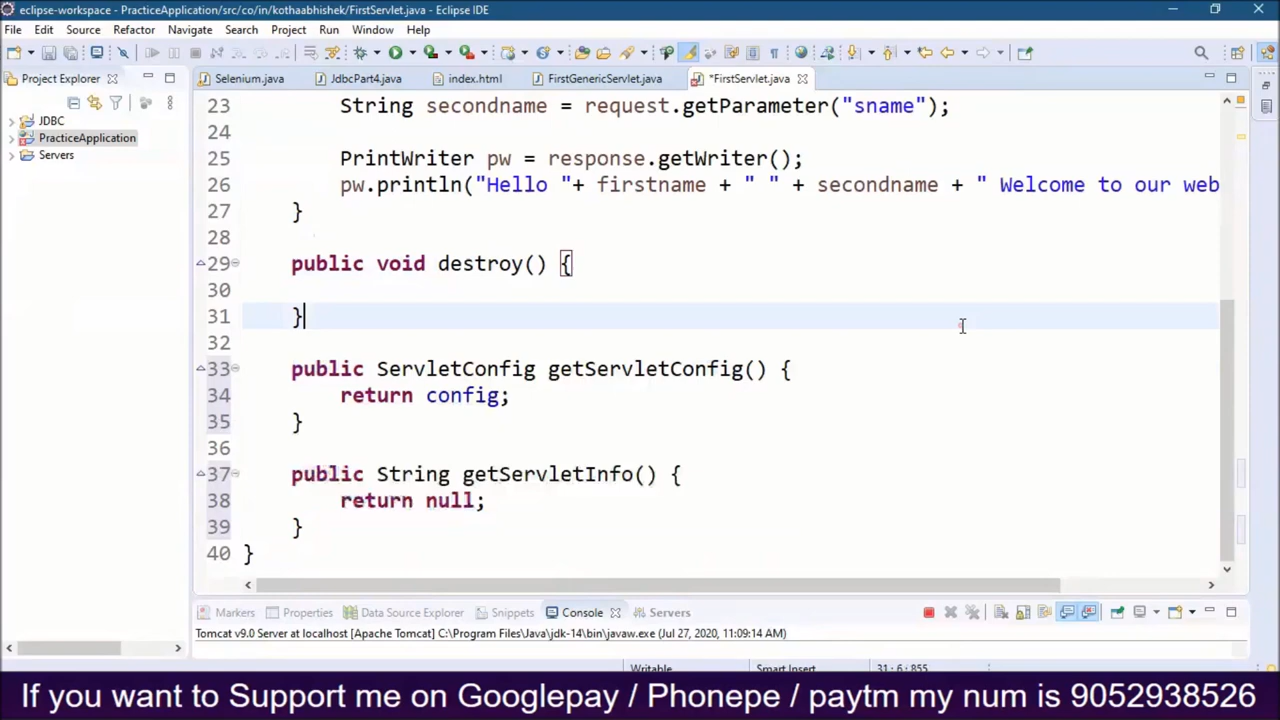 eclipse-workspace - PracticeApplication/src/co/in/kothaabhishek/FirstServlet.java - Eclipse IDE
File Edit Source Refactor Navigate Search Project Run Window Help
Project Explorer
Selenium.java JdbcPart4.java index.html FirstGenericServlet.java *FirstServlet.java
JDBC
PracticeApplication
Servers
23 String secondname = request.getParameter("sname");
24
25 PrintWriter pw = response.getWriter();
26 pw.println("Hello "+ firstname + " " + secondname + " Welcome to our web
27 }
28
29 public void destroy() {
30
31 }
32
33 public ServletConfig getServletConfig() {
34 return config;
35 }
36
37 public String getServletInfo() {
38 return null;
39 }
40 }
Markers Properties Data Source Explorer Snippets Console Servers
Tomcat v9.0 Server at localhost [Apache Tomcat] C:\Program Files\Java\jdk-14\bin\javaw.exe (Jul 27, 2020, 11:09:14 AM)
Writable Smart Insert 31 : 6 : 855
If you want to Support me on Googlepay / Phonepe / paytm my num is 9052938526